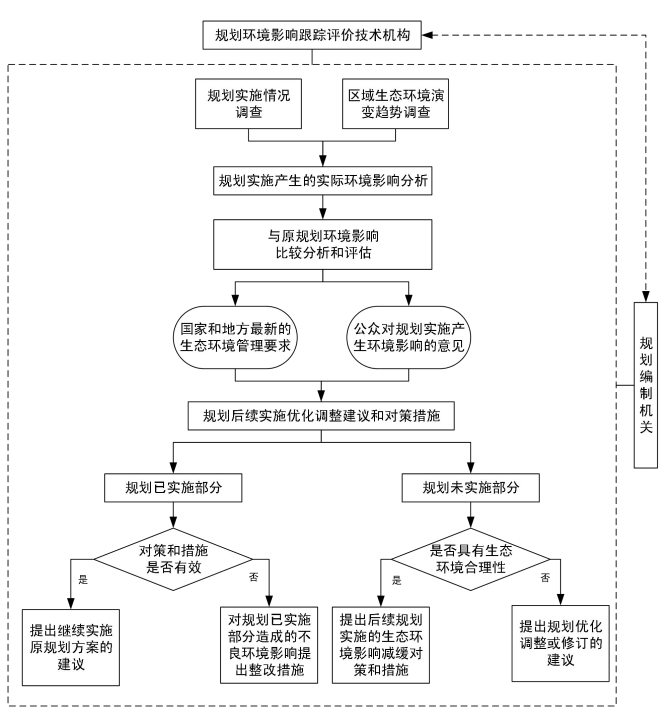 规划环境影响跟踪评价技术机构
规划实施情况
调查
区域生态环境演
变趋势调查
规划实施产生的实际环境影响分析
与原规划环境影响
比较分析和评估
国家和地方最新的
生态环境管理要求
公众对规划实施产
生环境影响的意见
规划编制机关
规划后续实施优化调整建议和对策措施
规划已实施部分
规划未实施部分
对策和措施
是否有效
是否具有生态
环境合理性
是
否
是
否
提出继续实施
原规划方案的
建议
对规划已实施
部分造成的不
良环境影响提
出整改措施
提出后续规划
实施的生态环
境影响减缓对
策和措施
提出规划优化
调整或修订的
建议